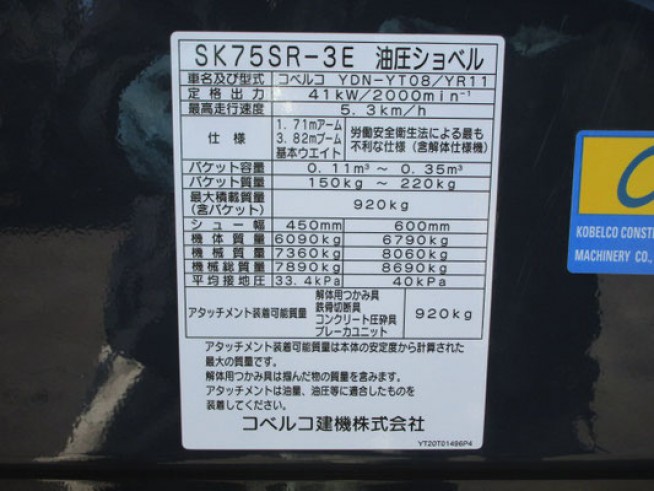 SK75SR-3E 油圧ショベル
車名及び型式 コベルコ YDN-YT08/YR11
定格出力 41kW/2000min⁻¹
最高走行速度 5.3km/h
仕様 1.71mアーム 3.82mブーム 基本ウエイト 労働安全衛生法による最も不利な仕様(含解体仕様機)
バケット容量 0.11m³ ~ 0.35m³
バケット質量 150kg ~ 220kg
最大積載質量
(含バケット) 920kg
シュー幅 450mm 600mm
機体質量 6090kg 6790kg
機械質量 7360kg 8060kg
機械総質量 7890kg 8690kg
平均接地圧 33.4kPa 40kPa
アタッチメント装着可能質量 解体用つかみ具 鉄骨切断具 コンクリート圧砕具 ブレーカユニット 920kg
アタッチメント装着可能質量は本体の安定度から計算された
最大の質量です。
解体用つかみ具は掴んだ物の質量を含みます。
アタッチメントは油量、油圧等に適合したものを
装着してください。
コベルコ建機株式会社
YT20T01486P4
KOBELCO CONST
MACHINERY CO.,